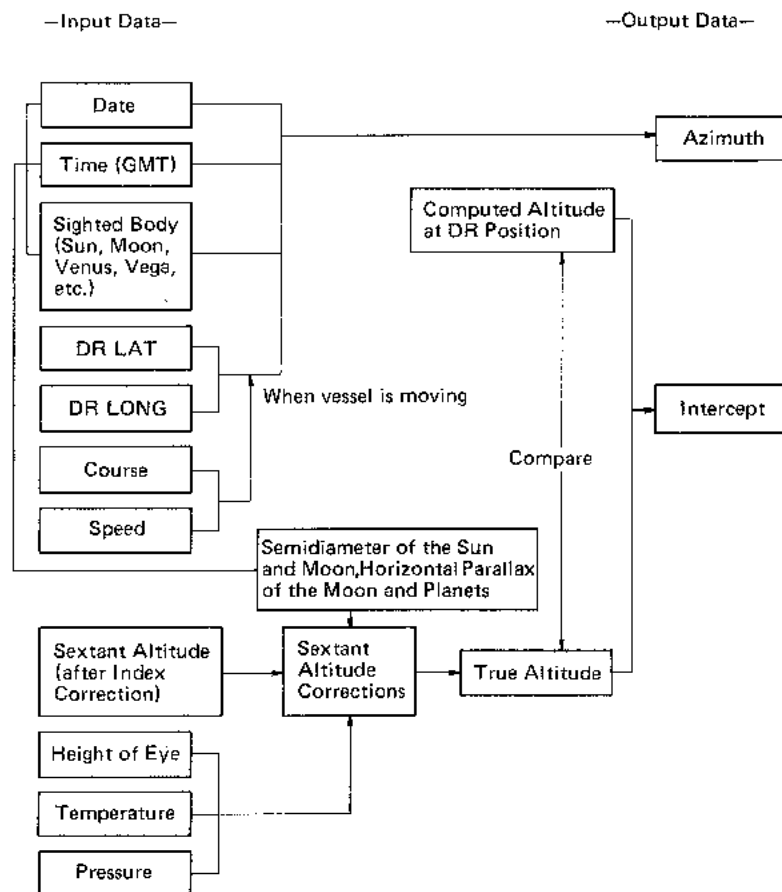 —Input Data—
—Output Data—
Date
Azimuth
Time (GMT)
Computed Altitude
at DR Position
Sighted Body
(Sun, Moon,
Venus, Vega,
etc.)
DR LAT
When vessel is moving
DR LONG
Intercept
Course
Compare
Speed
Semidiameter of the Sun
and Moon,Horizontal Parallax
of the Moon and Planets
Sextant Altitude
(after Index
Correction)
Sextant
Altitude
Corrections
True Altitude
Height of Eye
Temperature
Pressure